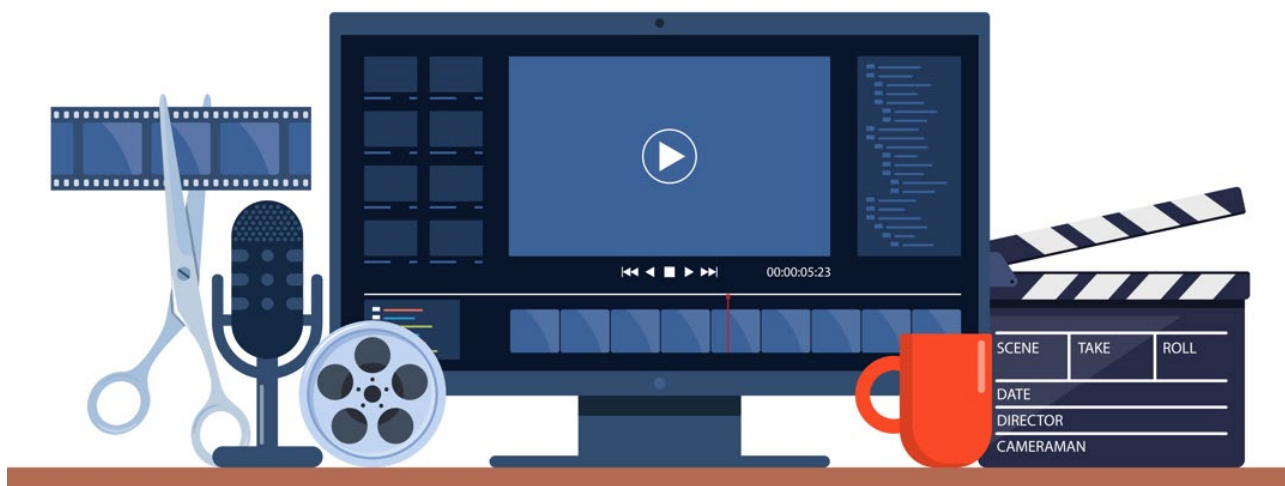 00:00:05:23
SCENE TAKE ROLL
DATE
DIRECTOR
CAMERAMAN